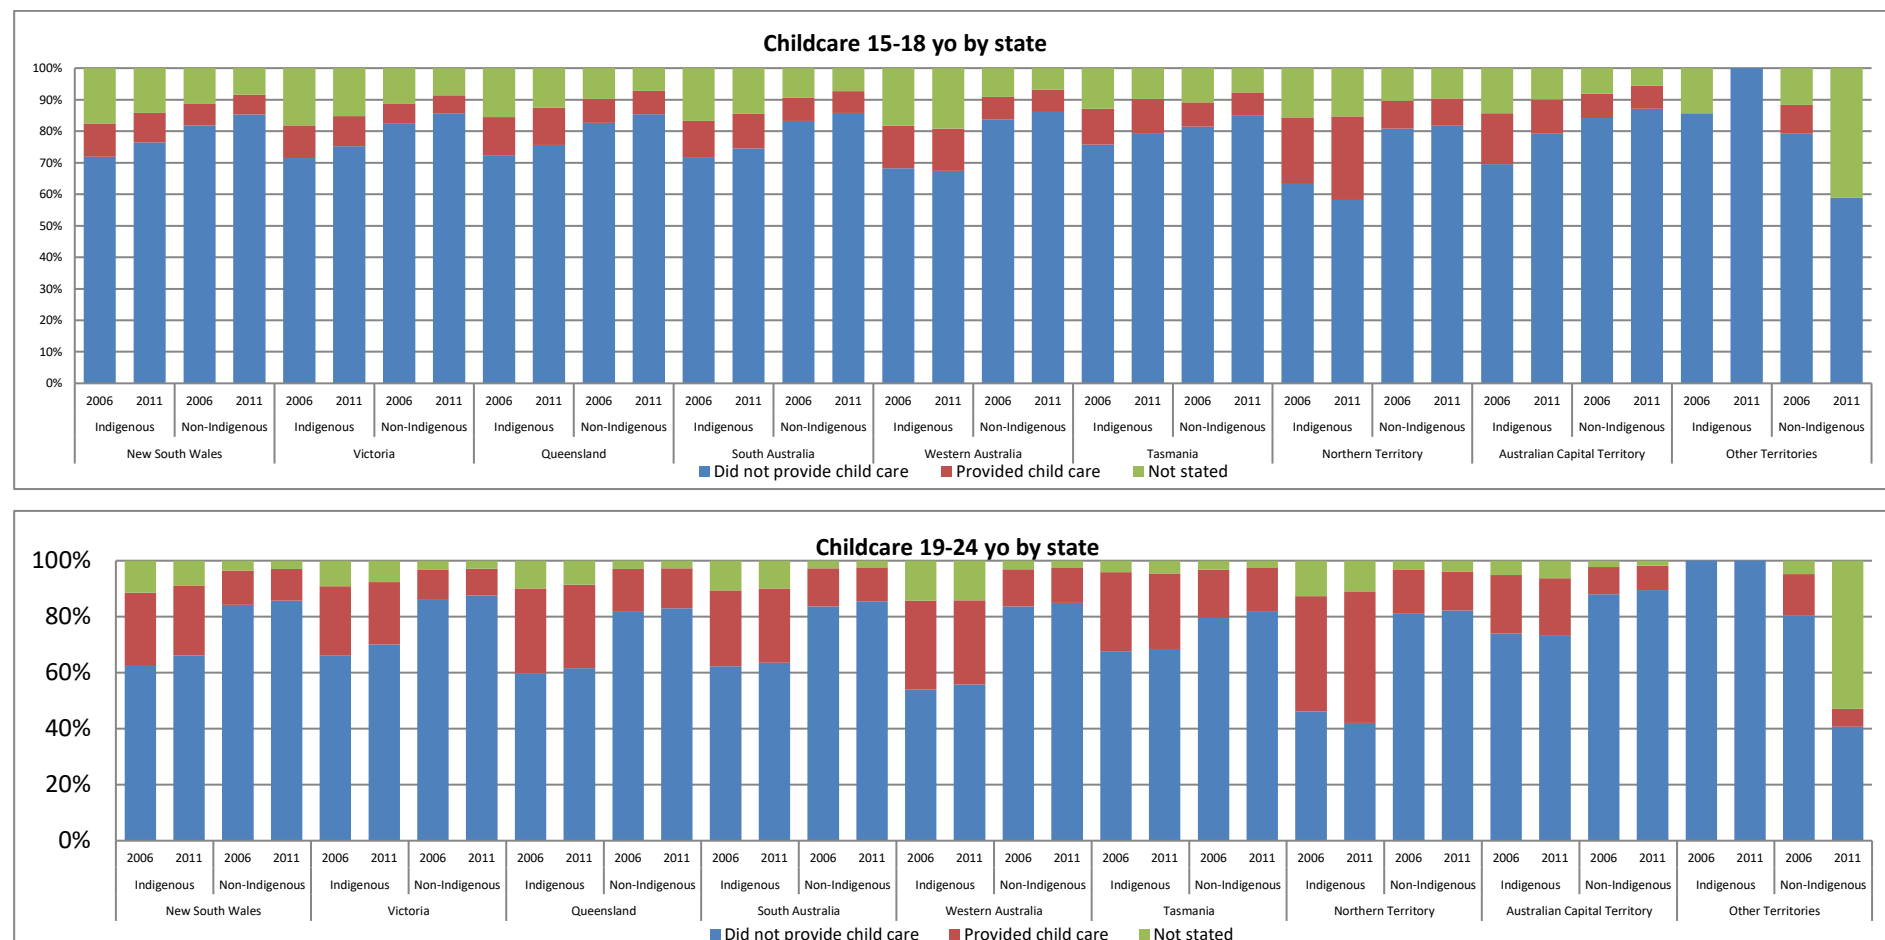 Childcare 15-18 yo by state
100%
90%
80%
70%
60%
50%
40%
30%
20%
10%
0%
2006 2011 2006 2011 2006 2011 2006 2011 2006 2011 2006 2011 2006 2011 2006 2011 2006 2011 2006 2011 2006 2011 2006 2011 2006 2011 2006 2011 2006 2011 2006 2011 2006 2011 2006 2011
Indigenous Non-Indigenous Indigenous Non-Indigenous Indigenous Non-Indigenous Indigenous Non-Indigenous Indigenous Non-Indigenous Indigenous Non-Indigenous Indigenous Non-Indigenous Indigenous Non-Indigenous Indigenous Non-Indigenous
New South Wales Victoria Queensland South Australia Western Australia Tasmania Northern Territory Australian Capital Territory Other Territories
Did not provide child care Provided child care Not stated
Childcare 19-24 yo by state
100%
80%
60%
40%
20%
0%
2006 2011 2006 2011 2006 2011 2006 2011 2006 2011 2006 2011 2006 2011 2006 2011 2006 2011 2006 2011 2006 2011 2006 2011 2006 2011 2006 2011 2006 2011 2006 2011 2006 2011 2006 2011
Indigenous Non-Indigenous Indigenous Non-Indigenous Indigenous Non-Indigenous Indigenous Non-Indigenous Indigenous Non-Indigenous Indigenous Non-Indigenous Indigenous Non-Indigenous Indigenous Non-Indigenous Indigenous Non-Indigenous
New South Wales Victoria Queensland South Australia Western Australia Tasmania Northern Territory Australian Capital Territory Other Territories
Did not provide child care Provided child care Not stated